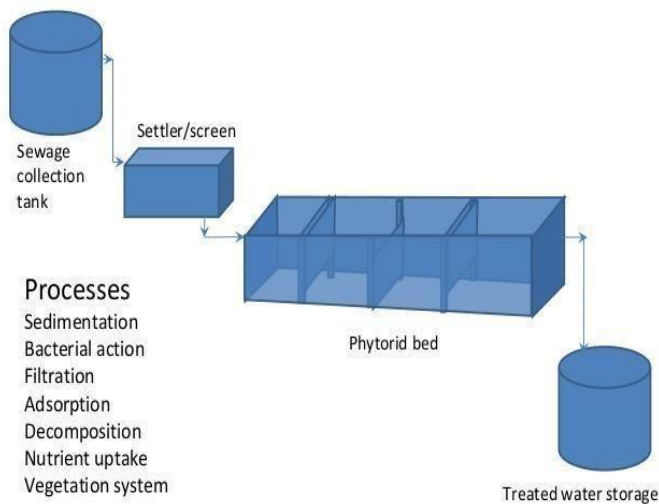 Settler/screen
Sewage
collection
tank
Processes
Sedimentation
Bacterial action
Filtration
Adsorption
Decomposition
Nutrient uptake
Vegetation system
Phytorid bed
Treated water storage